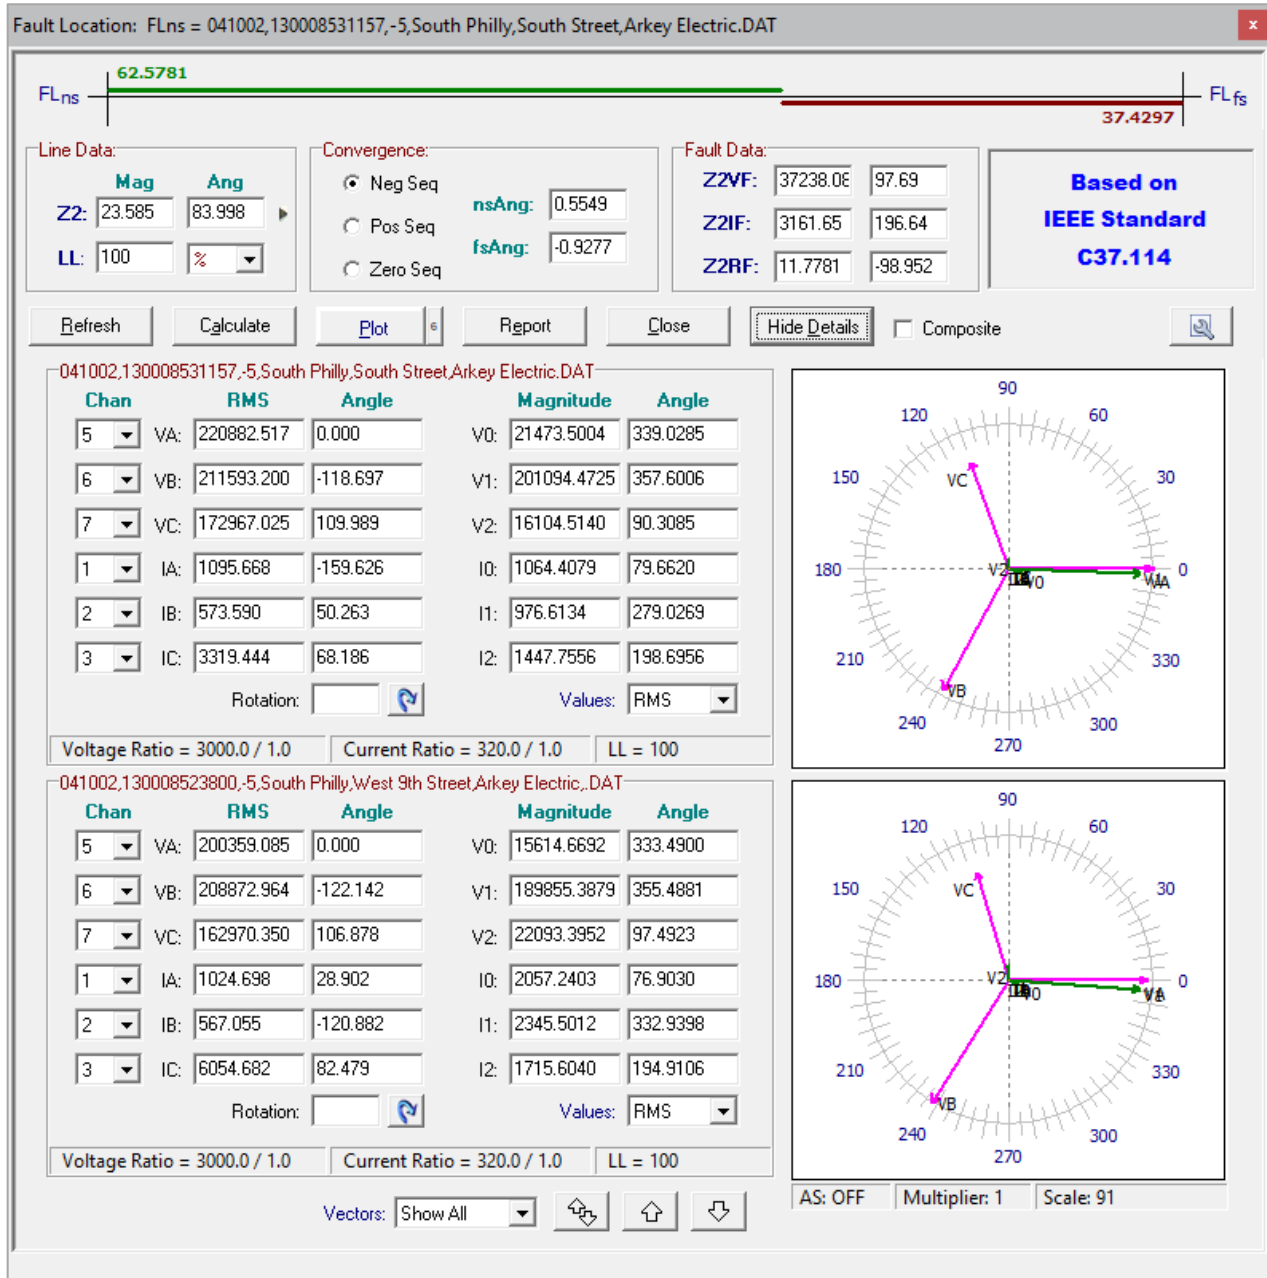 Fault Location: FLns = 041002,130008531157,-5,South Philly,South Street,Arkey Electric.DAT
x
62.5781
FLns
FLfs
37.4297
Line Data:
Mag Ang
Z2: 23.585 83.998
LL: 100 %
Convergence:
Neg Seq
Pos Seq
Zero Seq
nsAng: 0.5549
fsAng: -0.9277
Fault Data:
Z2VF: 37238.08 97.69
Z2IF: 3161.65 196.64
Z2RF: 11.7781 -98.952
Based on
IEEE Standard
C37.114
Refresh Calculate Plot 6 Report Close Hide Details Composite
041002,130008531157,-5,South Philly,South Street,Arkey Electric.DAT
Chan RMS Angle Magnitude Angle
5 VA: 220882.517 0.000 V0: 21473.5004 339.0285
6 VB: 211593.200 -118.697 V1: 201094.4725 357.6006
7 VC: 172967.025 109.989 V2: 16104.5140 90.3085
1 IA: 1095.668 -159.626 I0: 1064.4079 79.6620
2 IB: 573.590 50.263 I1: 976.6134 279.0269
3 IC: 3319.444 68.186 I2: 1447.7556 198.6956
Rotation: Values: RMS
Voltage Ratio = 3000.0 / 1.0 Current Ratio = 320.0 / 1.0 LL = 100
90
120 60
150 VC 30
180 V2 V0 VA 0
210 VB 330
240 300
270
041002,130008523800,-5,South Philly,West 9th Street,Arkey Electric,.DAT
Chan RMS Angle Magnitude Angle
5 VA: 200359.085 0.000 V0: 15614.6692 333.4900
6 VB: 208872.964 -122.142 V1: 189855.3879 355.4881
7 VC: 162970.350 106.878 V2: 22093.3952 97.4923
1 IA: 1024.698 28.902 I0: 2057.2403 76.9030
2 IB: 567.055 -120.882 I1: 2345.5012 332.9398
3 IC: 6054.682 82.479 I2: 1715.6040 194.9106
Rotation: Values: RMS
Voltage Ratio = 3000.0 / 1.0 Current Ratio = 320.0 / 1.0 LL = 100
90
120 60
150 VC 30
180 V2 V0 VA 0
210 VB 330
240 300
270
AS: OFF Multiplier: 1 Scale: 91
Vectors: Show All